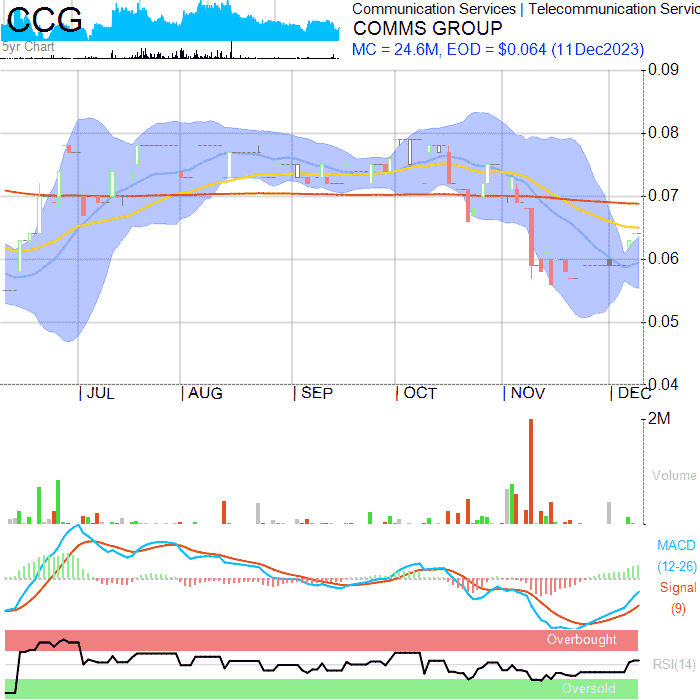 CCG
5yr Chart
Communication Services | Telecommunication Servic
COMMS GROUP
MC = 24.6M, EOD = $0.064 (11Dec2023)
0.09
0.08
0.07
0.06
0.05
0.04
| JUL | AUG | SEP | OCT | NOV | DEC
2M
Volume
MACD
(12-26)
Signal
(9)
Overbought
RSI(14)
Oversold